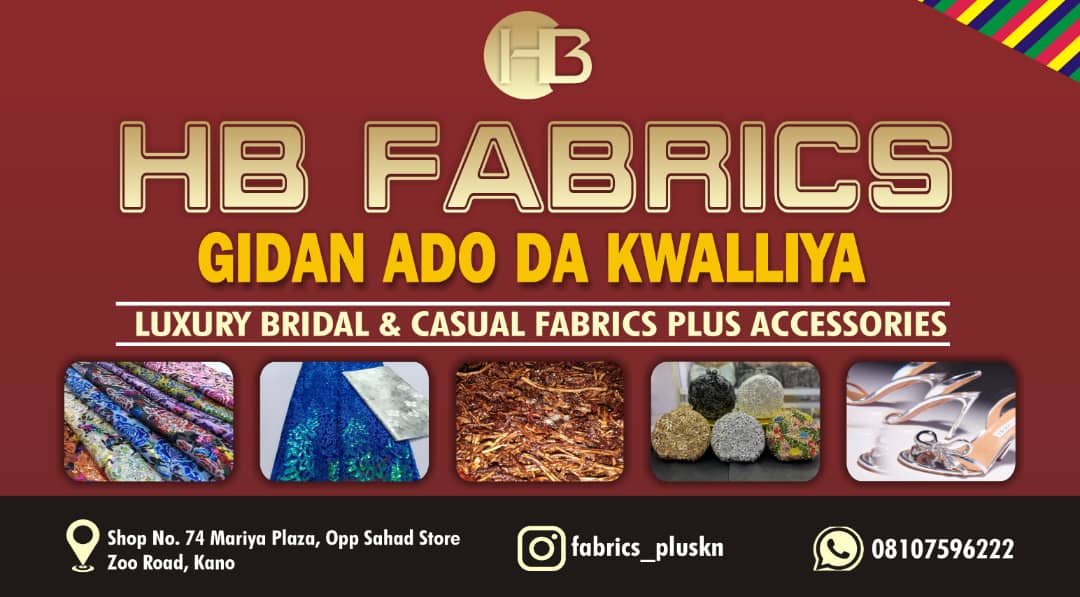 HB
HB FABRICS
GIDAN ADO DA KWALLIYA
LUXURY BRIDAL & CASUAL FABRICS PLUS ACCESSORIES
Shop No. 74 Mariya Plaza, Opp Sahad Store
Zoo Road, Kano
fabrics_pluskn
08107596222